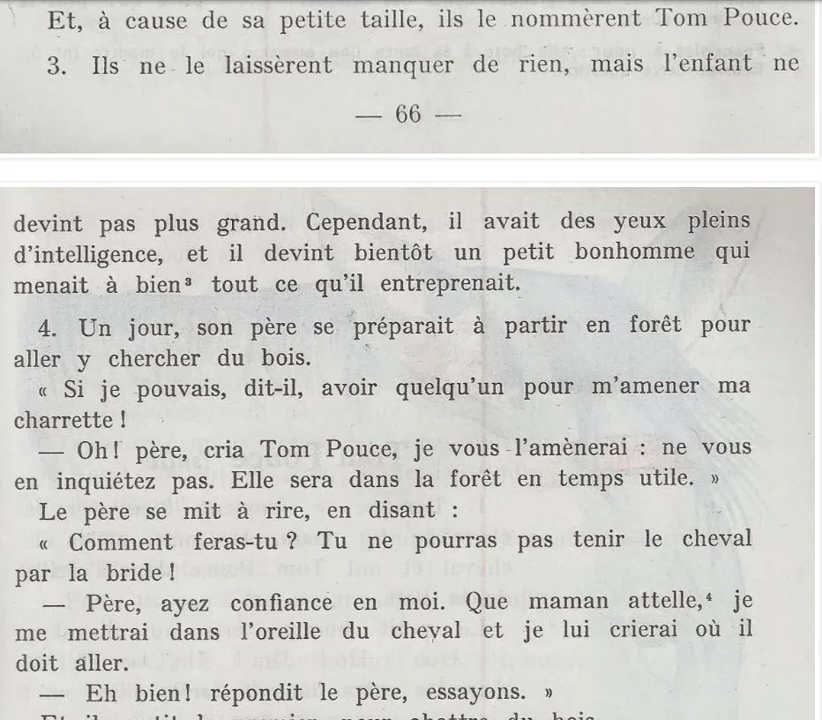 Et, à cause de sa petite taille, ils le nommèrent Tom Pouce.
3. Ils ne le laissèrent manquer de rien, mais l'enfant ne
— 66 —
devint pas plus grand. Cependant, il avait des yeux pleins
d'intelligence, et il devint bientôt un petit bonhomme qui
menait à bien³ tout ce qu'il entreprenait.
4. Un jour, son père se préparait à partir en forêt pour
aller y chercher du bois.
« Si je pouvais, dit-il, avoir quelqu'un pour m'amener ma
charrette !
— Oh! père, cria Tom Pouce, je vous l'amènerai : ne vous
en inquiétez pas. Elle sera dans la forêt en temps utile. »
Le père se mit à rire, en disant :
« Comment feras-tu ? Tu ne pourras pas tenir le cheval
par la bride !
— Père, ayez confiance en moi. Que maman attelle,⁴ je
me mettrai dans l'oreille du cheval et je lui crierai où il
doit aller.
— Eh bien! répondit le père, essayons. »